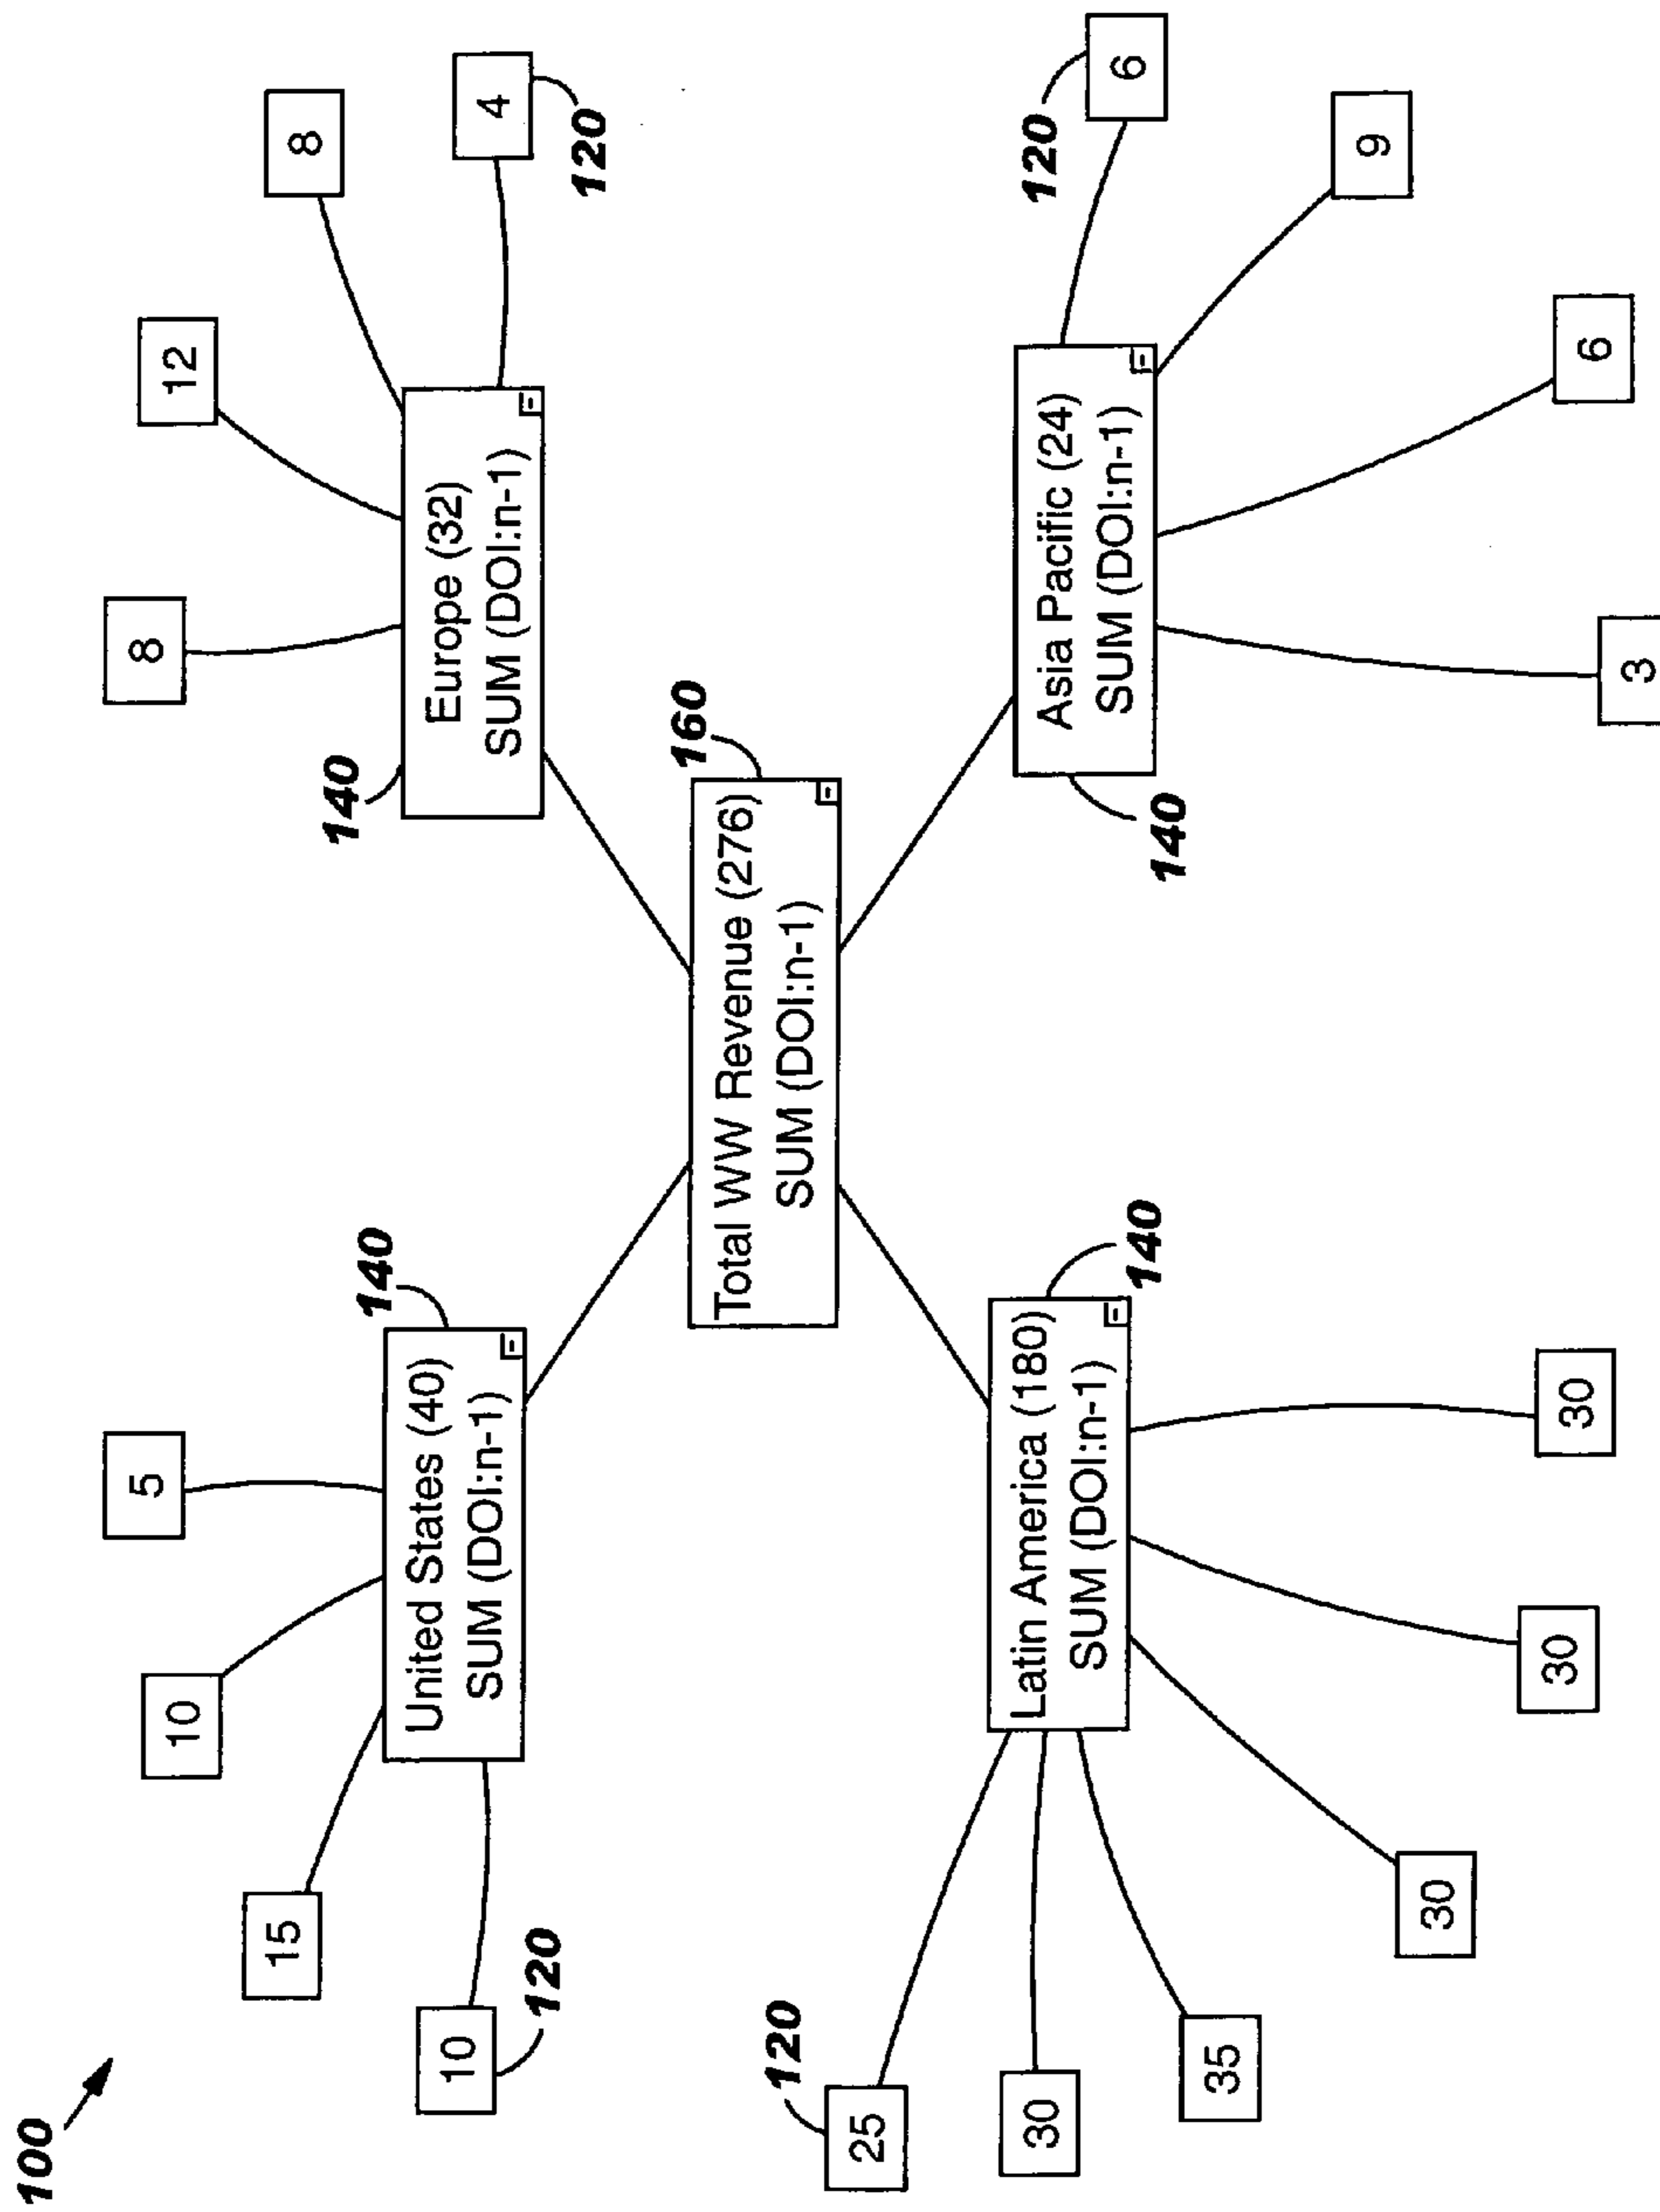 100
5
8
10
12
15
8
10
120
4
120
140
United States (40)
SUM (DOI:n-1)
140
Europe (32)
SUM (DOI:n-1)
160
Total WW Revenue (276)
SUM (DOI:n-1)
140
Latin America (180)
SUM (DOI:n-1)
140
Asia Pacific (24)
SUM (DOI:n-1)
120
25
30
35
30
30
30
120
6
9
6
3